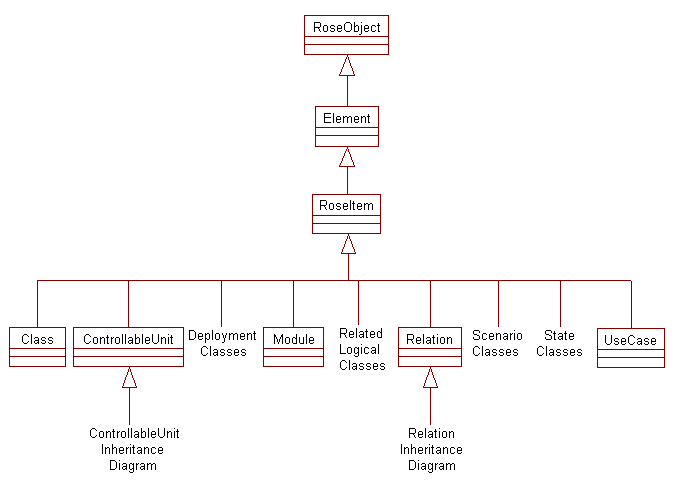 RoseObject
Element
RoseItem
Class
ControllableUnit
Deployment
Classes
Module
Related
Logical
Classes
Relation
Scenario
Classes
State
Classes
UseCase
ControllableUnit
Inheritance
Diagram
Relation
Inheritance
Diagram